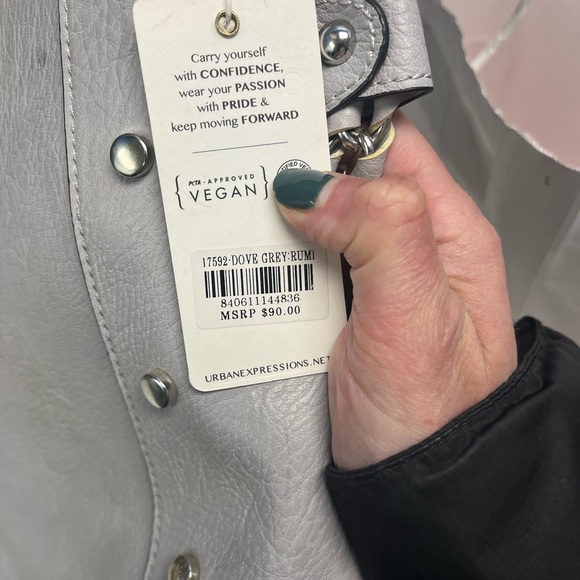 Carry yourself
with CONFIDENCE,
wear your PASSION
with PRIDE &
keep moving FORWARD
PETA - APPROVED
VEGAN
17592-DOVE GREY:RUMI
840611144836
MSRP $90.00
URBANEXPRESSIONS.NET